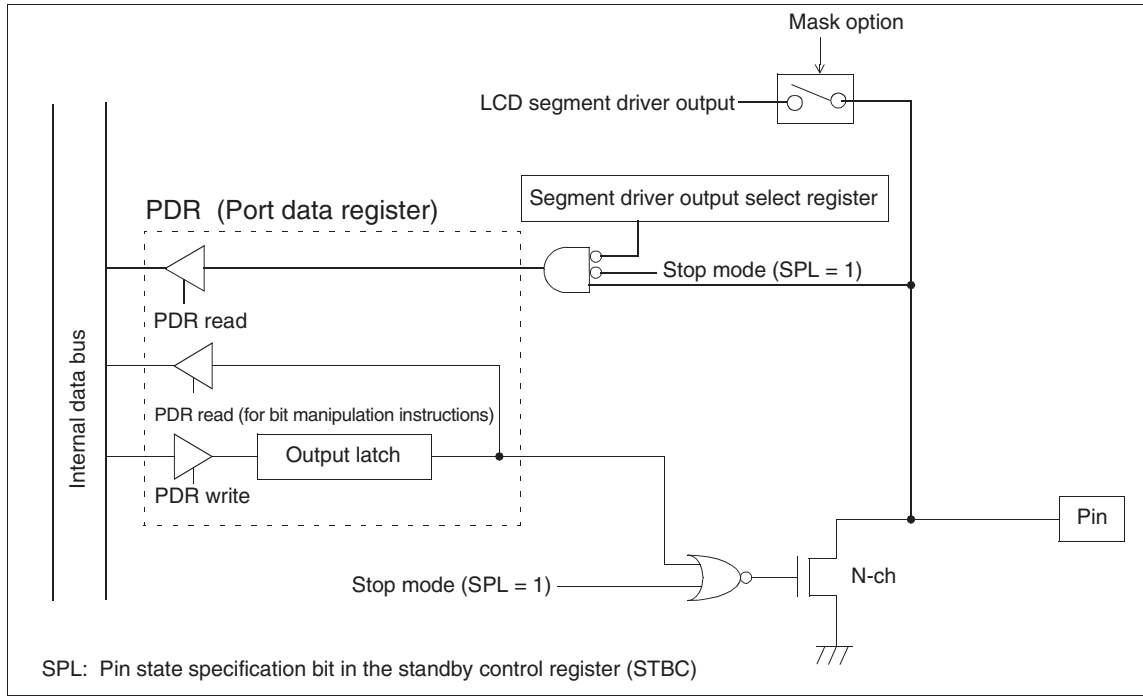 Mask option
LCD segment driver output
Segment driver output select register
PDR (Port data register)
Stop mode (SPL = 1)
PDR read
Internal data bus
PDR read (for bit manipulation instructions)
Output latch
PDR write
Pin
Stop mode (SPL = 1)
N-ch
SPL: Pin state specification bit in the standby control register (STBC)